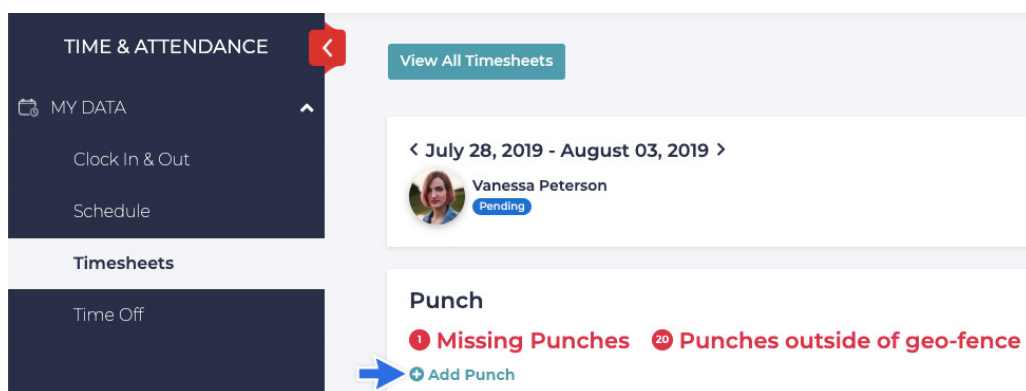 TIME & ATTENDANCE
MY DATA
Clock In & Out
Schedule
Timesheets
Time Off
View All Timesheets
July 28, 2019 - August 03, 2019
Vanessa Peterson
Pending
Punch
1 Missing Punches 20 Punches outside of geo-fence
Add Punch